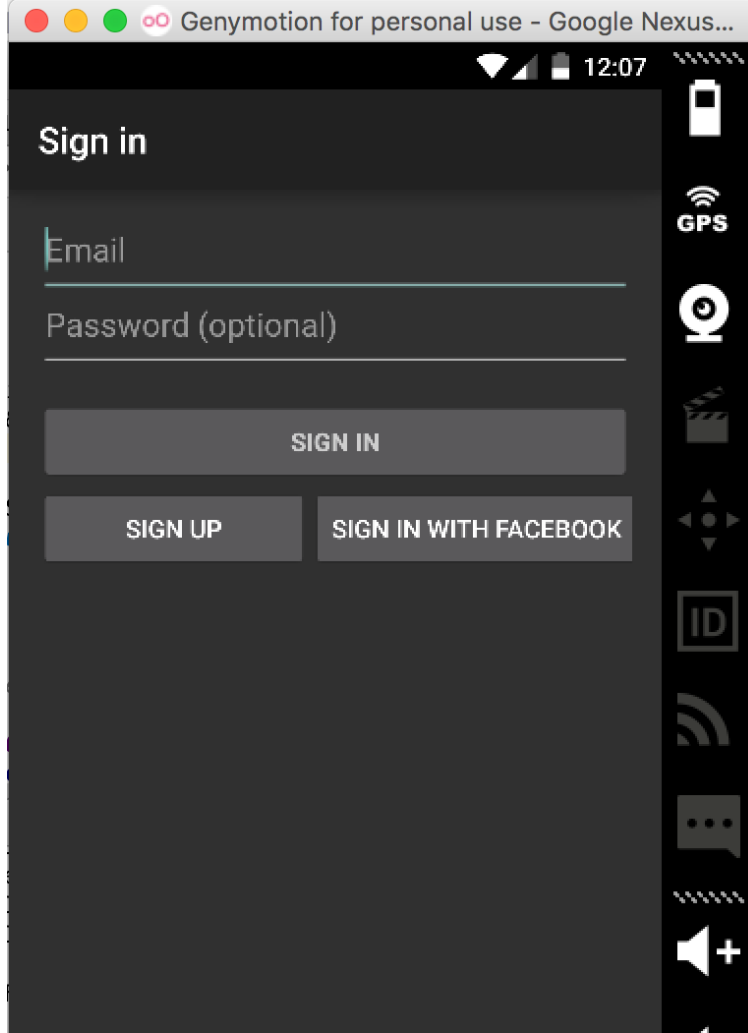 Genymotion for personal use - Google Nexus...
12:07
Sign in
GPS
Email
Password (optional)
SIGN IN
SIGN UP
SIGN IN WITH FACEBOOK
ID